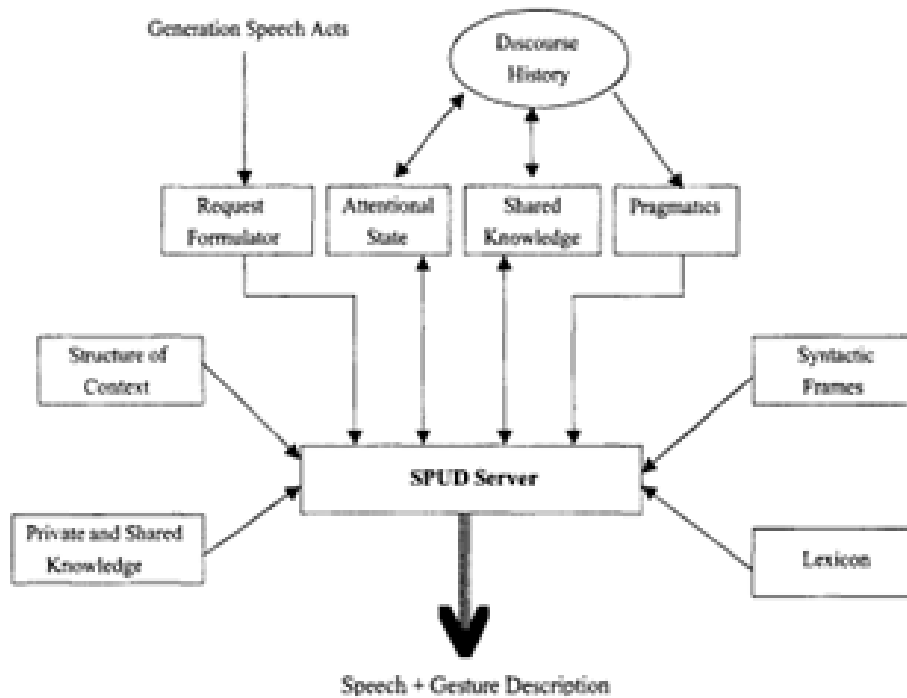 Generation Speech Acts
Discourse
History
Request
Formulator
Attentional
State
Shared
Knowledge
Pragmatics
Structure of
Context
Syntactic
Frames
SPUD Server
Private and Shared
Knowledge
Lexicon
Speech + Gesture Description